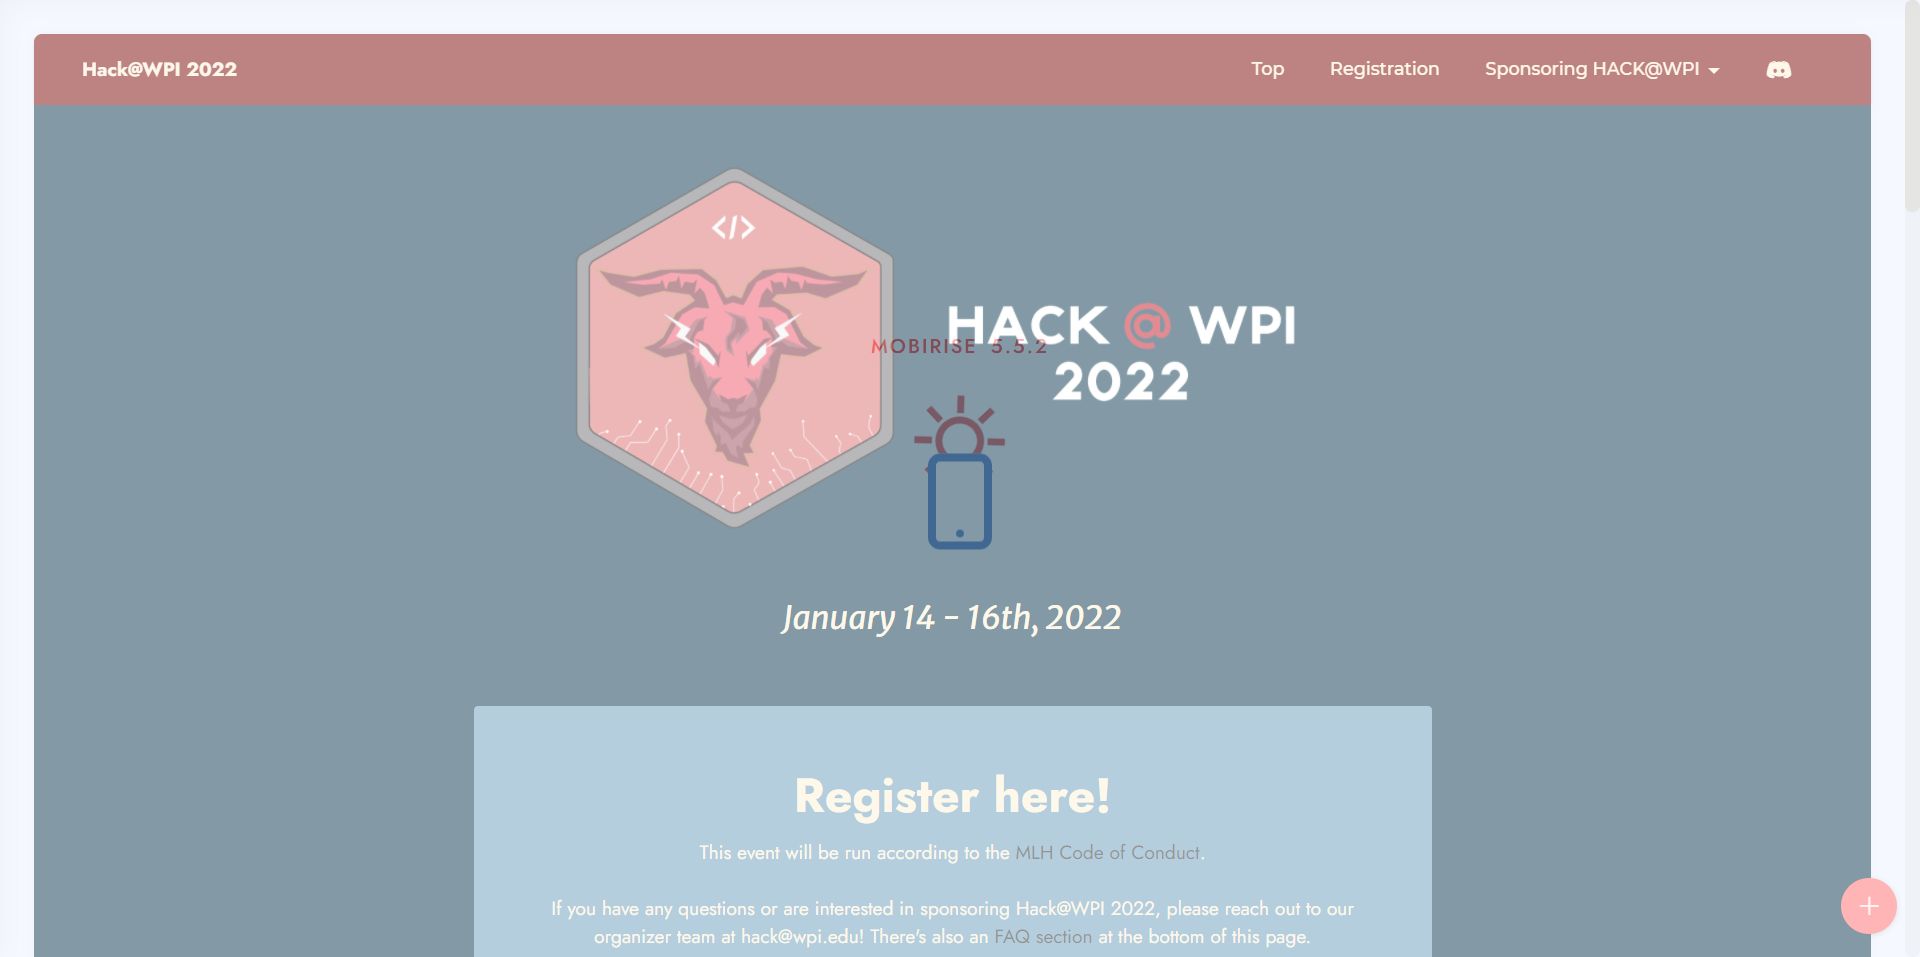 Hack@WPI 2022
Top
Registration
Sponsoring HACK@WPI
</>
HACK @ WPI
MOBIRISE 5.5.2
2022
January 14 - 16th, 2022
Register here!
This event will be run according to the MLH Code of Conduct.
If you have any questions or are interested in sponsoring Hack@WPI 2022, please reach out to our
organizer team at hack@wpi.edu! There's also an FAQ section at the bottom of this page.